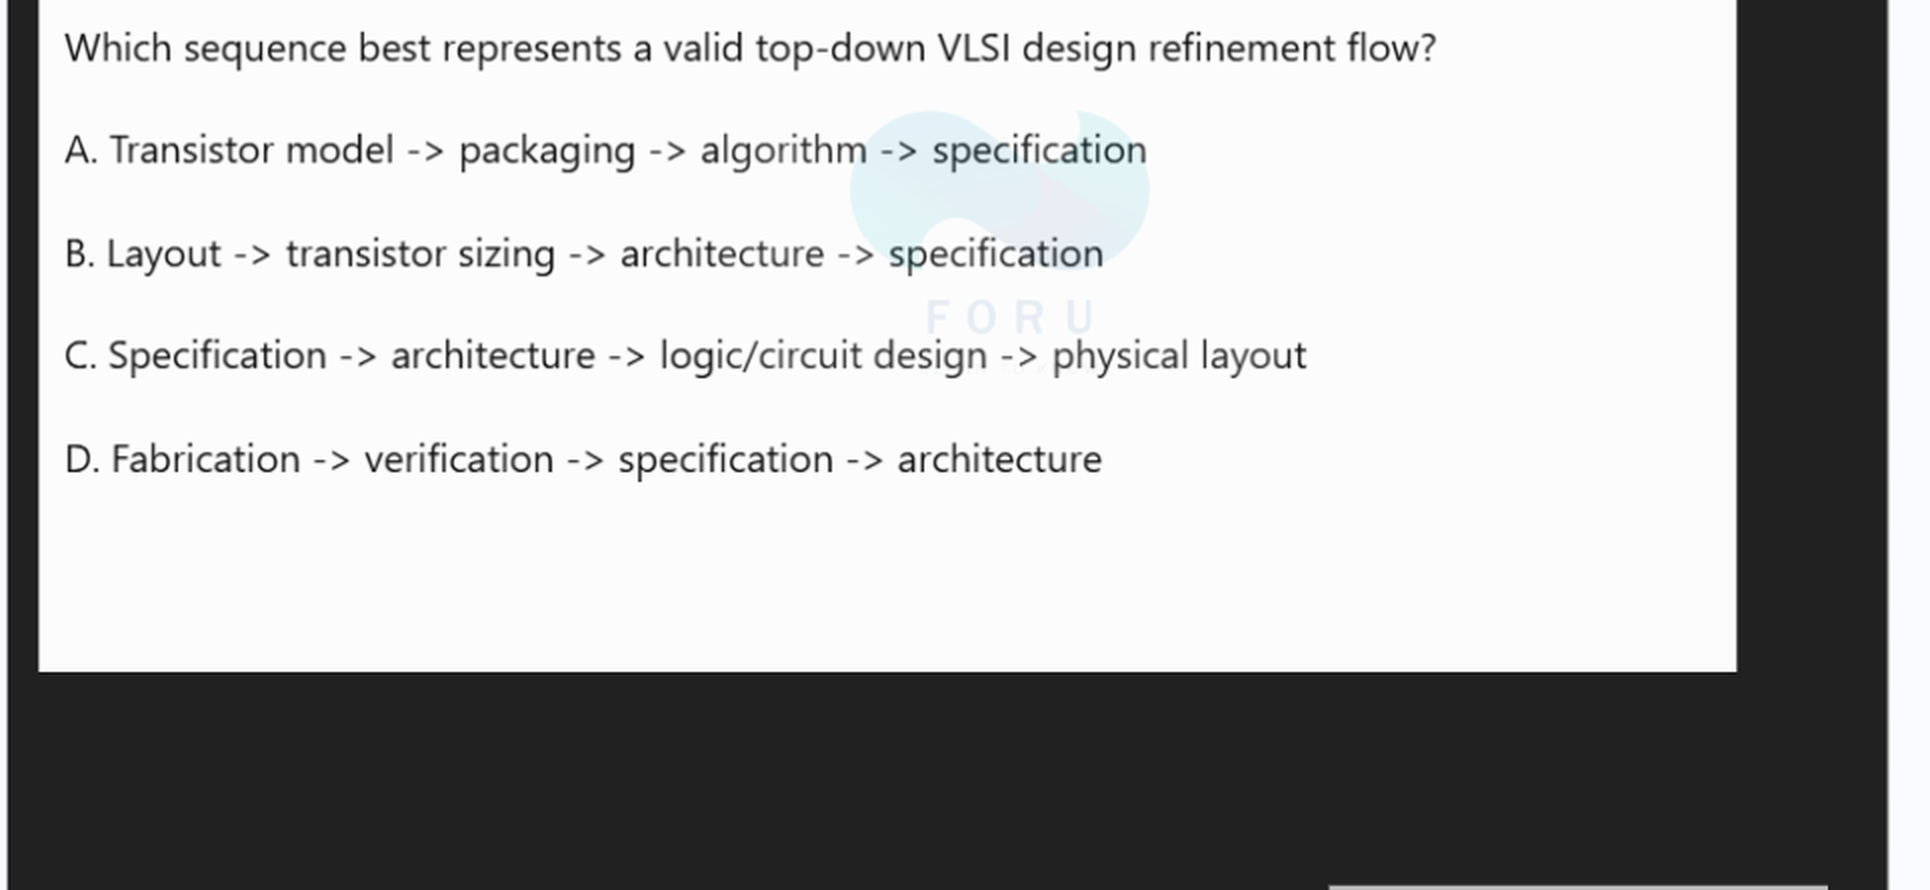 Which sequence best represents a valid top-down VLSI design refinement flow?
A. Transistor model -> packaging -> algorithm -> specification
B. Layout -> transistor sizing -> architecture -> specification
FORU
C. Specification -> architecture -> logic/circuit design -> physical layout
D. Fabrication -> verification -> specification -> architecture